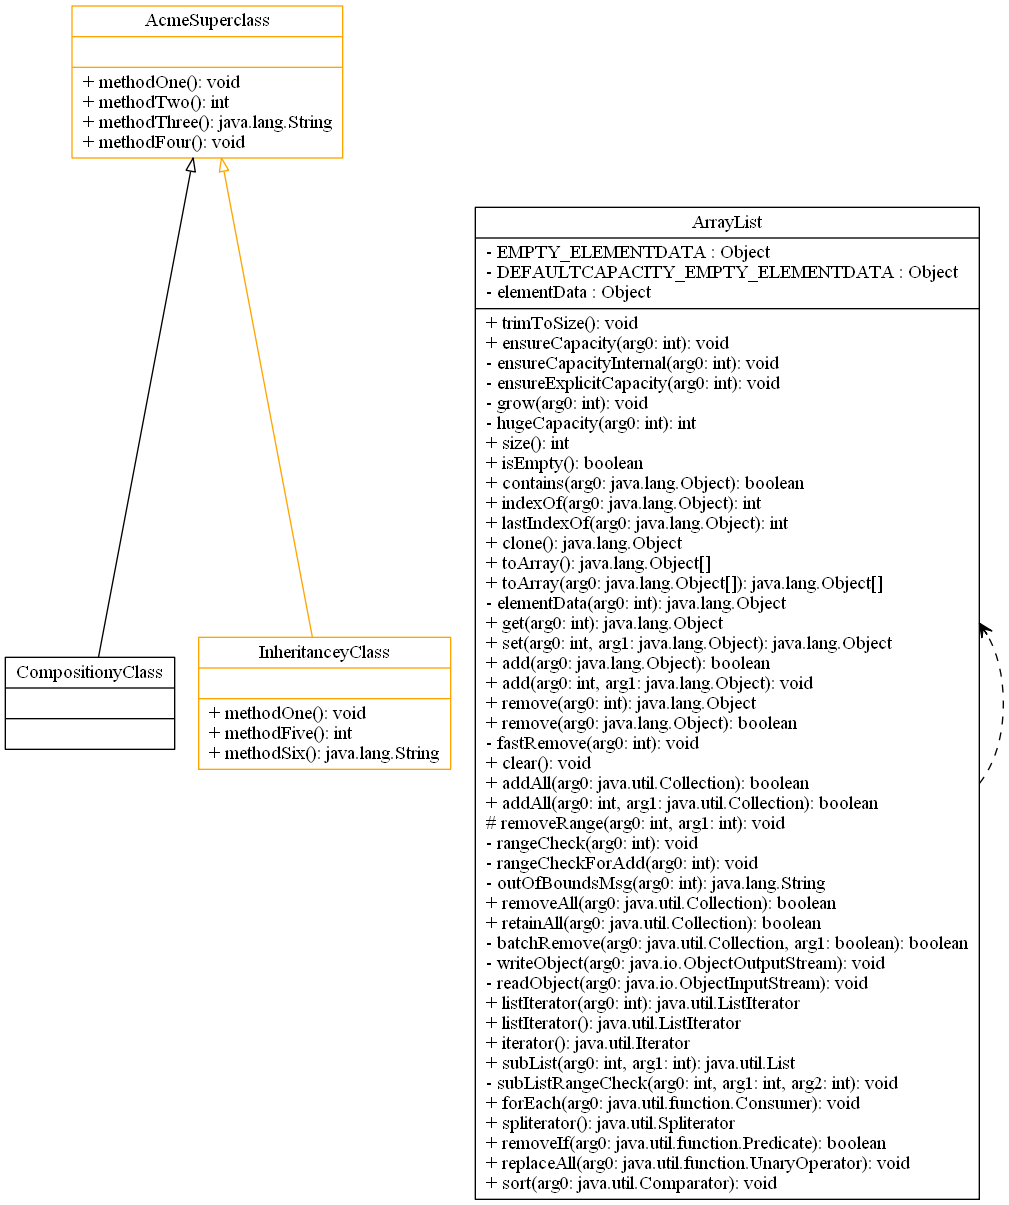 AcmeSuperclass
+ methodOne(): void
+ methodTwo(): int
+ methodThree(): java.lang.String
+ methodFour(): void
CompositionyClass
InheritanceyClass
+ methodOne(): void
+ methodFive(): int
+ methodSix(): java.lang.String
ArrayList
- EMPTY_ELEMENTDATA : Object
- DEFAULTCAPACITY_EMPTY_ELEMENTDATA : Object
- elementData : Object
+ trimToSize(): void
+ ensureCapacity(arg0: int): void
- ensureCapacityInternal(arg0: int): void
- ensureExplicitCapacity(arg0: int): void
- grow(arg0: int): void
- hugeCapacity(arg0: int): int
+ size(): int
+ isEmpty(): boolean
+ contains(arg0: java.lang.Object): boolean
+ indexOf(arg0: java.lang.Object): int
+ lastIndexOf(arg0: java.lang.Object): int
+ clone(): java.lang.Object
+ toArray(): java.lang.Object[]
+ toArray(arg0: java.lang.Object[]): java.lang.Object[]
- elementData(arg0: int): java.lang.Object
+ get(arg0: int): java.lang.Object
+ set(arg0: int, arg1: java.lang.Object): java.lang.Object
+ add(arg0: java.lang.Object): boolean
+ add(arg0: int, arg1: java.lang.Object): void
+ remove(arg0: int): java.lang.Object
+ remove(arg0: java.lang.Object): boolean
- fastRemove(arg0: int): void
+ clear(): void
+ addAll(arg0: java.util.Collection): boolean
+ addAll(arg0: int, arg1: java.util.Collection): boolean
# removeRange(arg0: int, arg1: int): void
- rangeCheck(arg0: int): void
- rangeCheckForAdd(arg0: int): void
- outOfBoundsMsg(arg0: int): java.lang.String
+ removeAll(arg0: java.util.Collection): boolean
+ retainAll(arg0: java.util.Collection): boolean
- batchRemove(arg0: java.util.Collection, arg1: boolean): boolean
- writeObject(arg0: java.io.ObjectOutputStream): void
- readObject(arg0: java.io.ObjectInputStream): void
+ listIterator(arg0: int): java.util.ListIterator
+ listIterator(): java.util.ListIterator
+ iterator(): java.util.Iterator
+ subList(arg0: int, arg1: int): java.util.List
- subListRangeCheck(arg0: int, arg1: int, arg2: int): void
+ forEach(arg0: java.util.function.Consumer): void
+ spliterator(): java.util.Spliterator
+ removeIf(arg0: java.util.function.Predicate): boolean
+ replaceAll(arg0: java.util.function.UnaryOperator): void
+ sort(arg0: java.util.Comparator): void